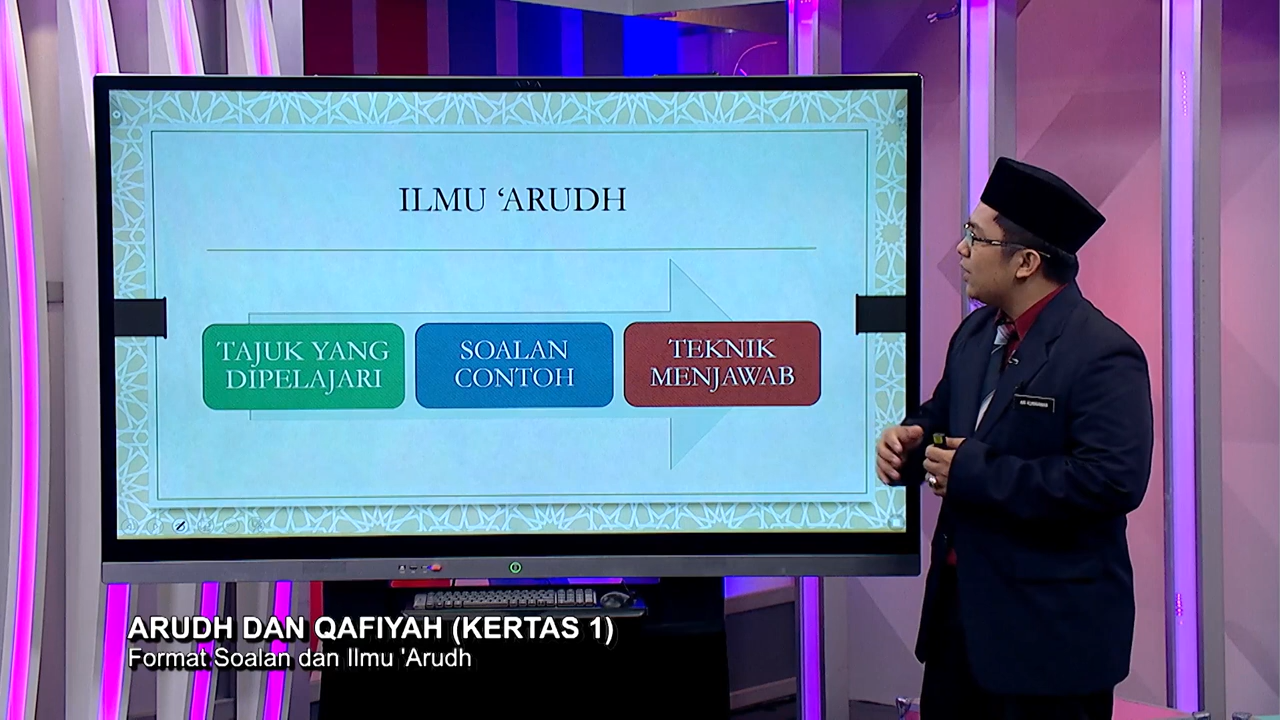 ILMU ‘ARUDH
TAJUK YANG
DIPELAJARI
SOALAN
CONTOH
TEKNIK
MENJAWAB
ARUDH DAN QAFIYAH (KERTAS 1)
Format Soalan dan Ilmu 'Arudh